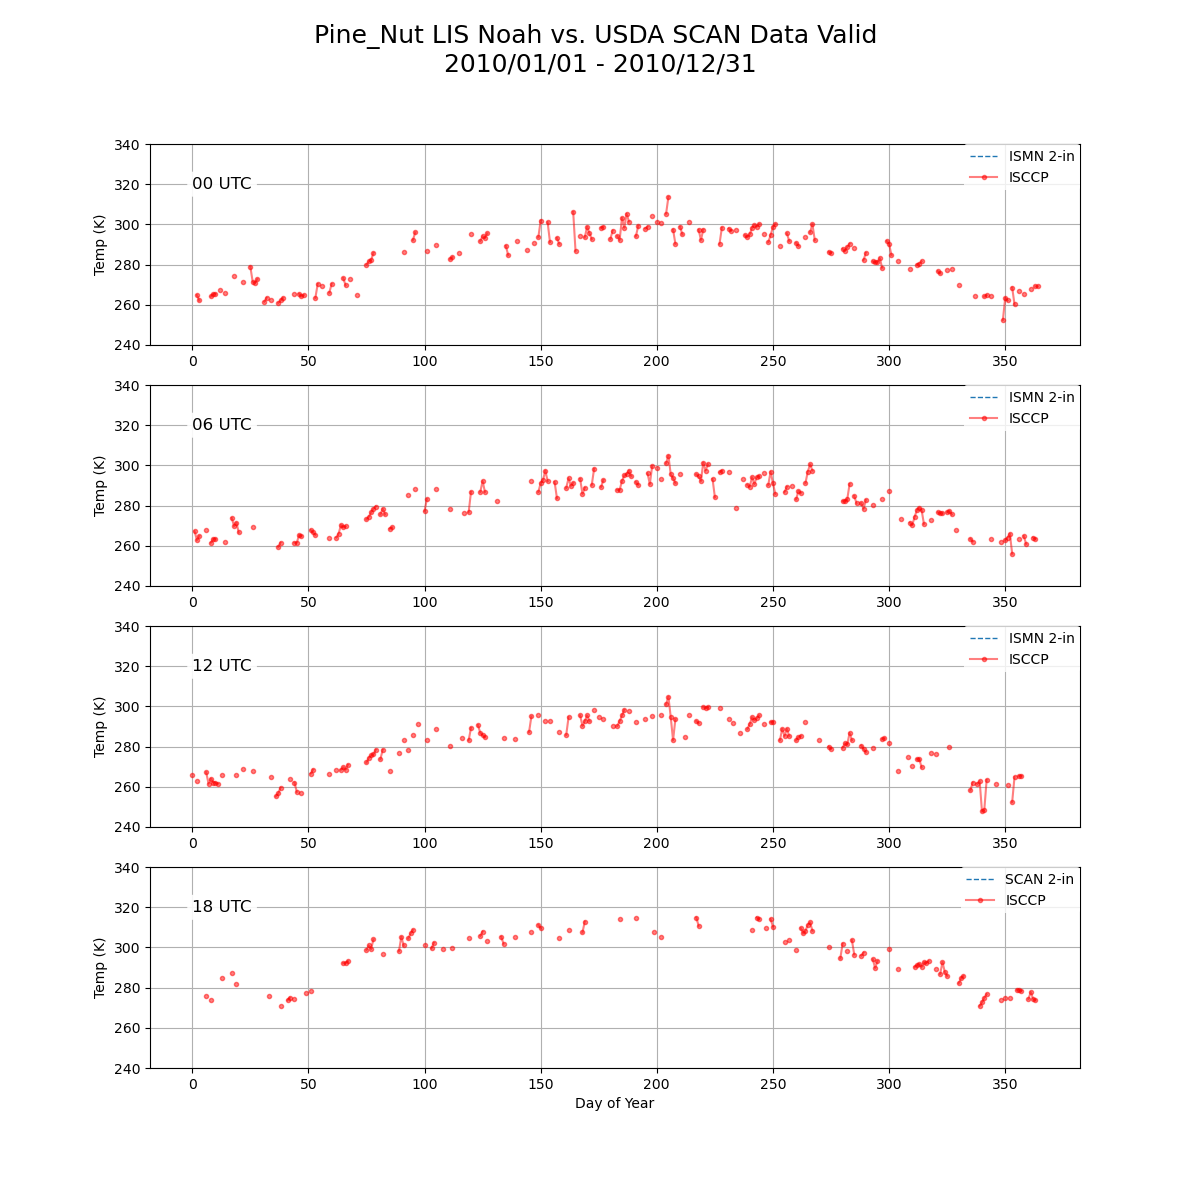 Pine_Nut LIS Noah vs. USDA SCAN Data Valid
2010/01/01 - 2010/12/31
340
320
300
280
260
240
Temp (K)
00 UTC
ISMN 2-in
ISCCP
0 50 100 150 200 250 300 350
340
320
300
280
260
240
Temp (K)
06 UTC
ISMN 2-in
ISCCP
0 50 100 150 200 250 300 350
340
320
300
280
260
240
Temp (K)
12 UTC
ISMN 2-in
ISCCP
0 50 100 150 200 250 300 350
340
320
300
280
260
240
Temp (K)
18 UTC
SCAN 2-in
ISCCP
0 50 100 150 200 250 300 350
Day of Year